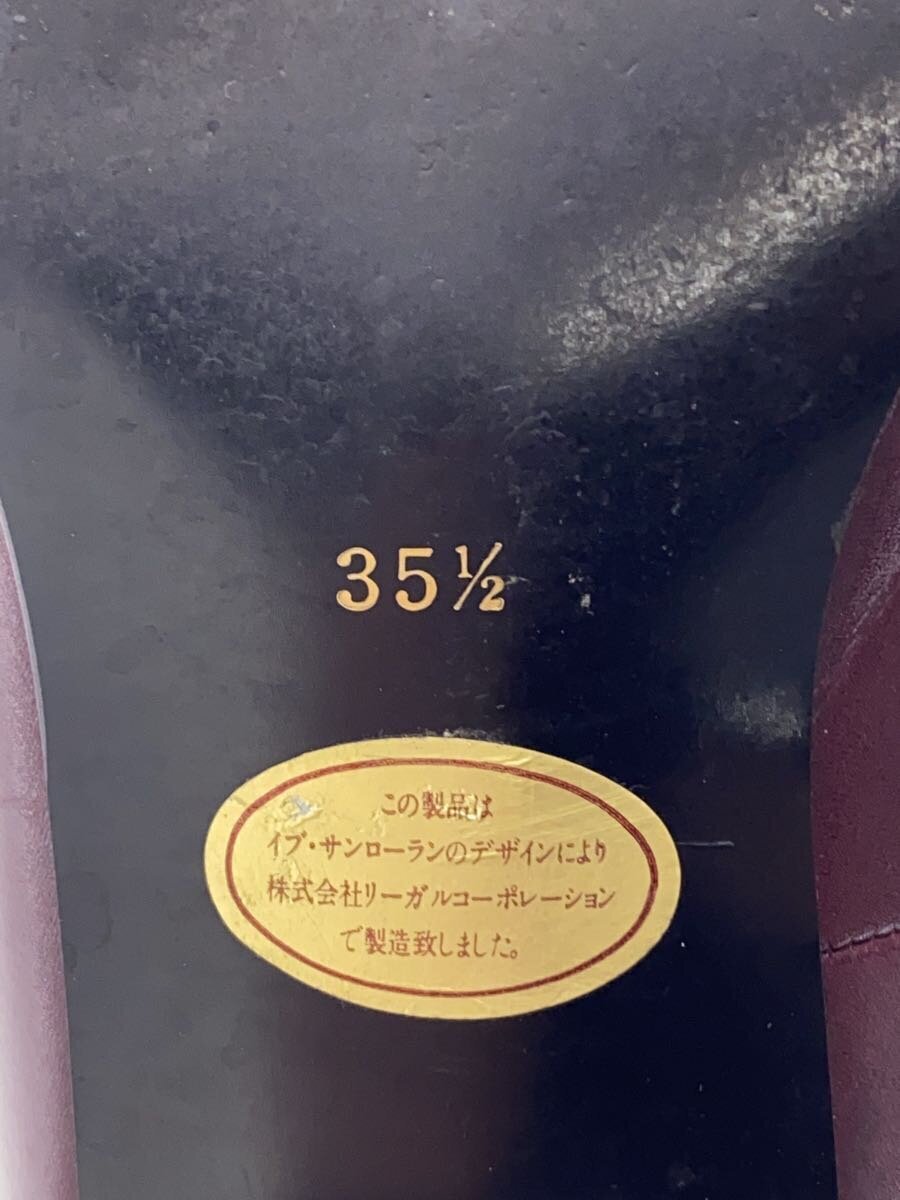 35½
この製品は
イブ・サンローランのデザインにより
株式会社リーガルコーポレーション
で製造致しました。